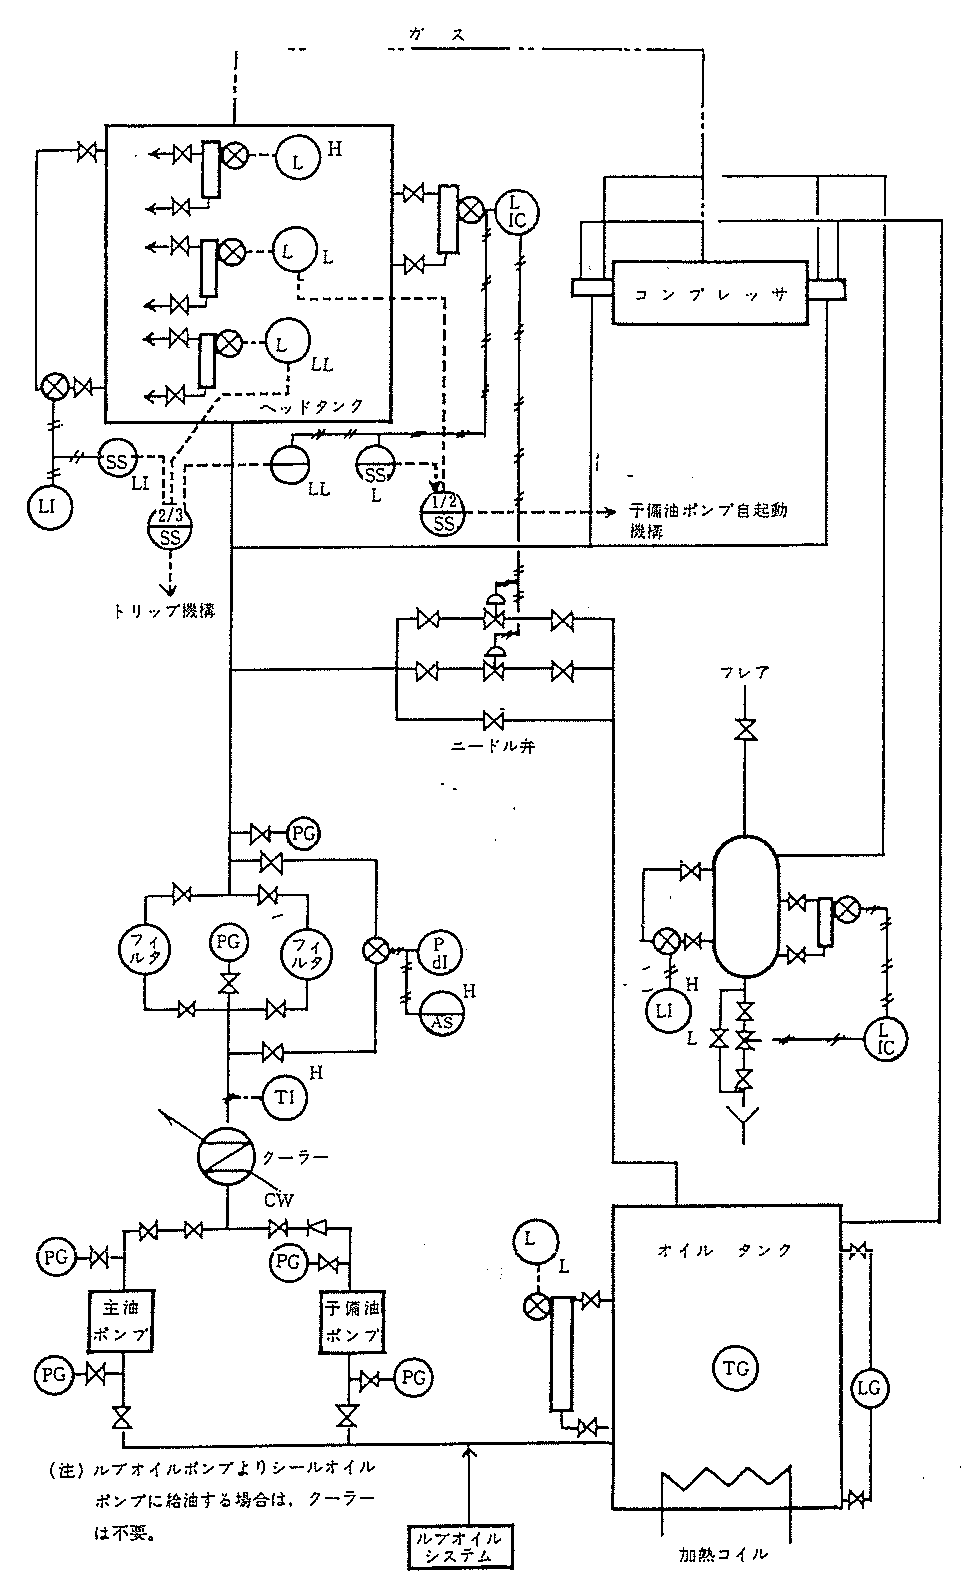 ガス
L
H
L
IC
L
L
コンプレッサ
L
LL
ヘッドタンク
SS
LI
LL
SS
L
LI
2/3
SS
1/2
SS
予備油ポンプ自起動
機構
トリップ機構
フレア
ニードル弁
PG
フィ
ルタ
PG
フィ
ルタ
P
dI
H
AS
H
LI
L
L
IC
H
TI
クーラー
CW
PG
PG
L
L
オイル タンク
主油
ポンプ
予備油
ポンプ
PG
PG
TG
LG
(注) ルブオイルポンプよりシールオイル
ポンプに給油する場合は、クーラー
は不要。
ルブオイル
システム
加熱コイル